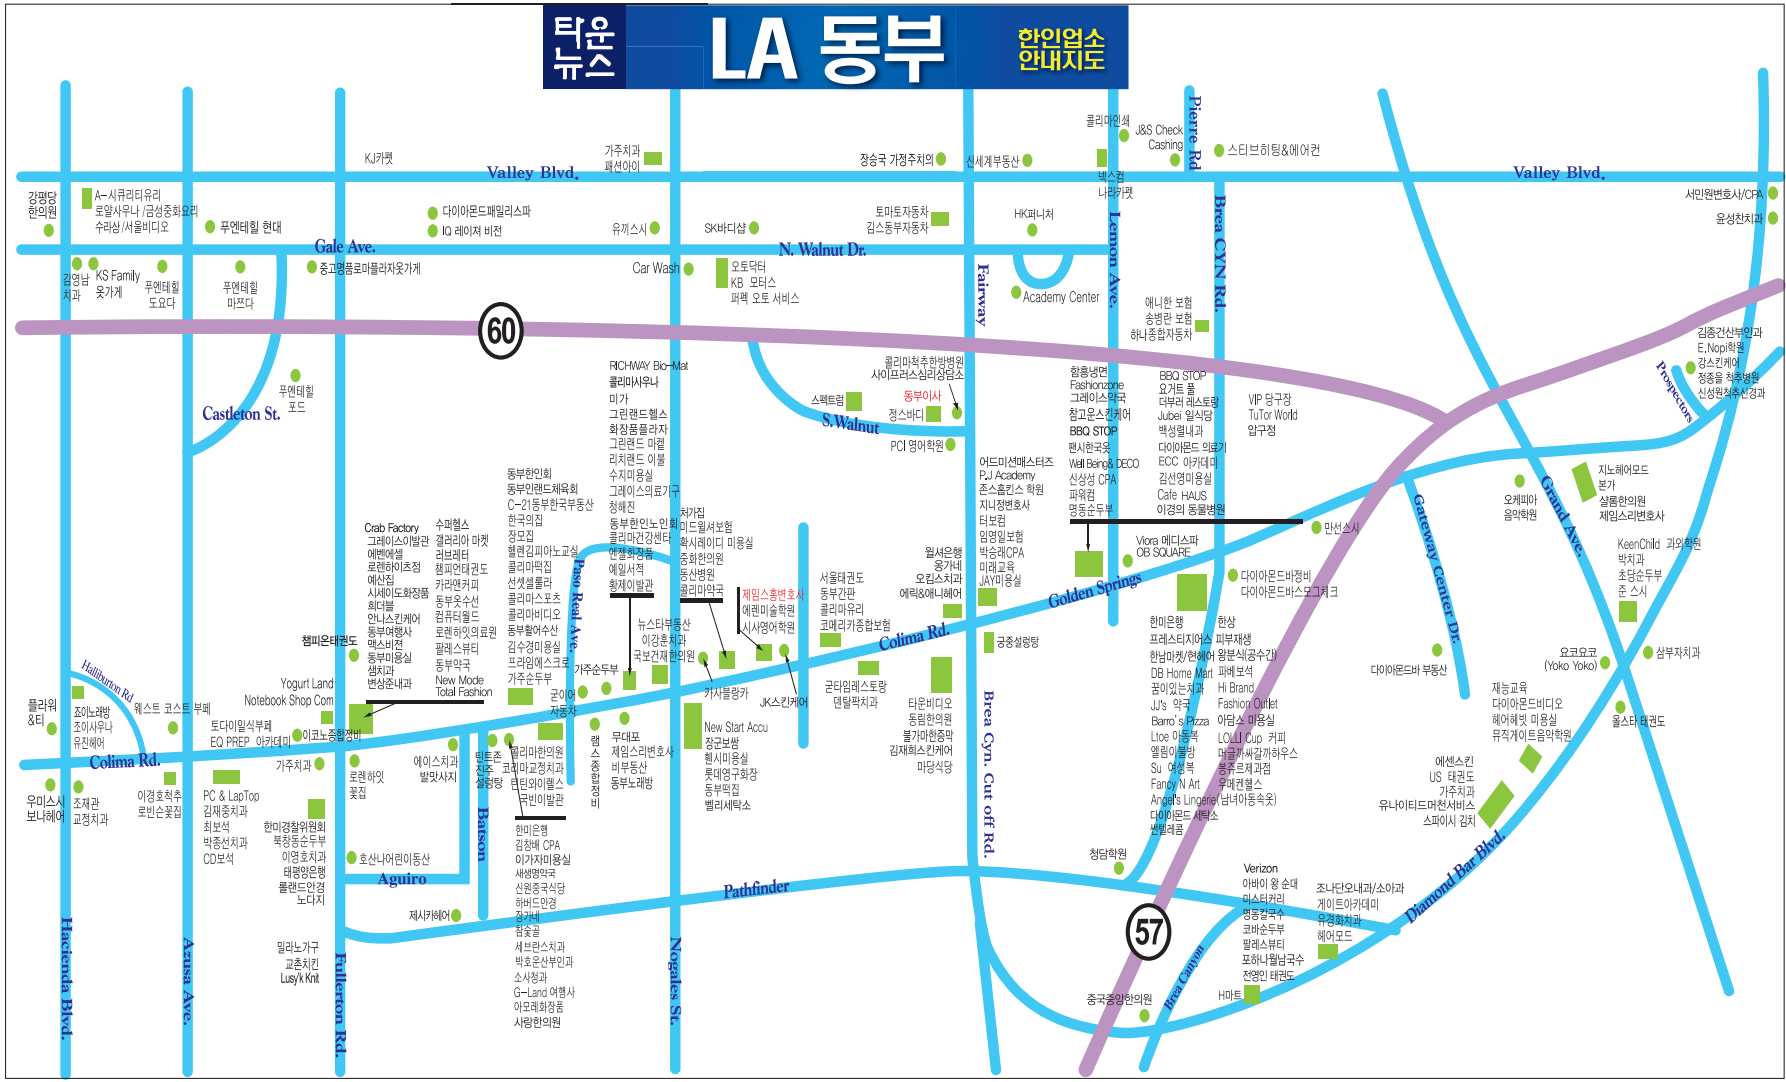 타운
뉴스
LA 동부
한인업소
안내지도
Pierre Rd
콜리마인쇄
J&S Check
Cashing
스티브히팅&에어컨
KJ카펫
가주치과
패션아이
장승국 가정주치의
신세계부동산
넥스컴
나라카펫
Valley Blvd.
Valley Blvd.
강평당
한의원
A-시큐리티유리
로얄사우나 /금성중화요리
수라상/서울비디오
푸엔테힐 현대
다이아몬드패밀리스파
IQ 레이져 비전
유끼스시
SK바디샵
토마토자동차
김스동부자동차
HK퍼니처
서민원변호사/CPA
윤성찬치과
Gale Ave.
N. Walnut Dr.
Lemon Ave.
Brea CYN Rd.
Fairway
김영남
치과
KS Family
옷가게
푸엔테힐
도요다
푸엔테힐
마쯔다
중고명품로마플라자옷가게
Car Wash
오토닥터
KB 모터스
퍼펙 오토 서비스
Academy Center
애니한 보험
송병란 보험
하나종합자동차
60
김종건산부인과
E.Nopi학원
강스킨케어
정종을 척추병원
신성원척추신경과
Prospectors
푸엔테힐
포드
Castleton St.
RICHWAY Bio-Mat
콜리마사우나
미가
그린랜드헬스
화장품플라자
그린랜드 마켙
리치랜드 이불
수지미용실
그레이스의료기구
청해진
동부한인노인회
콜리마건강센타
엔젤화장품
예일서적
황제이발관
콜리마척추한방병원
사이프러스심리상담소
스펙트럼
동부이사
정스바디
S.Walnut
PCI 영어학원
함흥냉면
Fashionzone
그레이스약국
참고운스킨케어
BBQ STOP
팬시한국옷
Well Being& DECO
신상성 CPA
파워컴
명동순두부
BBQ STOP
요거트 풀
더부러 레스토랑
Jubei 일식당
백성렬내과
다이아몬드 의료기
ECC 아카데미
김선영미용실
Cafe HAUS
이경의 동물병원
VIP 당구장
TuTor World
압구정
어드미션매스터즈
P.J Academy
존스홉킨스 학원
지니정변호사
터보컴
임영일보험
박승래CPA
미래교육
JAY미용실
동부한인회
동부인랜드체육회
C-21동부한국부동산
한국의집
장모집
헬렌김피아노교실
콜리마떡집
선셋셀룰라
콜리마스포츠
콜리마비디오
동부활어수산
김수경미용실
프라임에스크로
가주순두부
처가집
미드윌셔보험
확시레이디 미용실
중화한의원
동산병원
콜리마약국
Crab Factory
그레이스이발관
에벤에셀
로렌하이츠점
예산집
시세이도화장품
희더블
안나스킨케어
동부여행사
맥스비젼
동부미용실
샘치과
변상준내과
수퍼헬스
갤러리아 마켓
러브레터
챔피언태권도
카라앤커피
동부옷수선
컴퓨터월드
로렌하잇의료원
팔레스뷰티
동부약국
New Mode
Total Fashion
Paso Real Ave.
제임스홍변호사
에렌미술학원
시사영어학원
서울태권도
동부간판
콜리마유리
코메리카종합보험
윌셔은행
옹가네
오킴스치과
에릭&애니헤어
Viora 메디스파
OB SQUARE
만선스시
오케피아
음악학원
지노헤어모드
본가
샬롬한의원
제임스리변호사
Grand Ave.
Gateway Center Dr.
KeenChild 과외학원
박치과
초당순두부
준 스시
Golden Springs
다이아몬드바정비
다이아몬드바스모그체크
Colima Rd.
궁중설렁탕
챔피온태권도
Halliburton Rd
뉴스타부동산
이강훈치과
국보건재한의원
가주순두부
굳이어
자동차
카사블랑카
JK스킨케어
굳타임레스토랑
덴탈팍치과
한미은행
프레스티지어스
한남마켓/현헤어
DB Home Mart
꿈이있는치과
JJ's 약국
Barro's Pizza
Ltoe 아동복
엘림이불방
Su 여성복
Fancy N Art
Angel's Lingerie(남녀아동속옷)
다이아몬드 세탁소
썬텔레콤
한상
피부재생
왕분식(공수간)
파페보석
Hi Brand
Fashion Outlet
아담스 미용실
LOLLI Cup 커피
머글까싸갈까하우스
봉쥬르제과점
우메켄헬스
다이아몬드바 부동산
요코요코
(Yoko Yoko)
삼부자치과
재능교육
다이아몬드비디오
헤어헤빗 미용실
뮤직게이트음악학원
올스타 태권도
플라워
&티
죠이노래방
조이사우나
유진헤어
웨스트 코스트 부페
Yogurt Land
Notebook Shop Com
토다이일식부페
EQ PREP 아카데미
이코노종합정비
Colima Rd.
가주치과
로렌하잇
꽃집
에이스치과
발맛사지
틴트존
진주
설렁탕
콜리마한의원
코리마교정치과
틴틴와이렐스
국빈이발관
램스종합정비
무대포
제임스리변호사
비부동산
동부노래방
New Start Accu
장군보쌈
휀시미용실
롯데영구화장
동부떡집
벨리세탁소
타운비디오
동림한의원
불가마한증막
김재희스킨케어
마당식당
Brea Cyn. Cut off Rd.
에센스킨
US 태권도
가주치과
유나이티드머천서비스
스파이시 김치
우미스시
보나헤어
조재관
교정치과
이경호척추
로빈슨꽃집
PC & LapTop
김재중치과
최보석
박종선치과
CD보석
한미경찰위원회
북창동순두부
이영호치과
태평양은행
롤랜드안경
노다지
호산나어린이동산
Aguiro
Batson
한미은행
김창배 CPA
이가자미용실
새생명약국
신원중국식당
하버드안경
장가네
참숯골
세브란스치과
박호운산부인과
소사청과
G-Land 여행사
아모레화장품
사랑한의원
Pathfinder
청담학원
Verizon
아바이 왕 순대
미스터커리
명동칼국수
코바순두부
팔레스뷰티
포하나월남국수
전영인 태권도
H마트
조나단오내과/소아과
게이트아카데미
유경화치과
헤어모드
Diamond Bar Blvd.
제시카헤어
57
밀라노가구
교촌치킨
Lusyk Knit
Hacienda Blvd.
Azusa Ave.
Fullerton Rd.
Nogales St.
중국중앙한의원
Brea Canyon